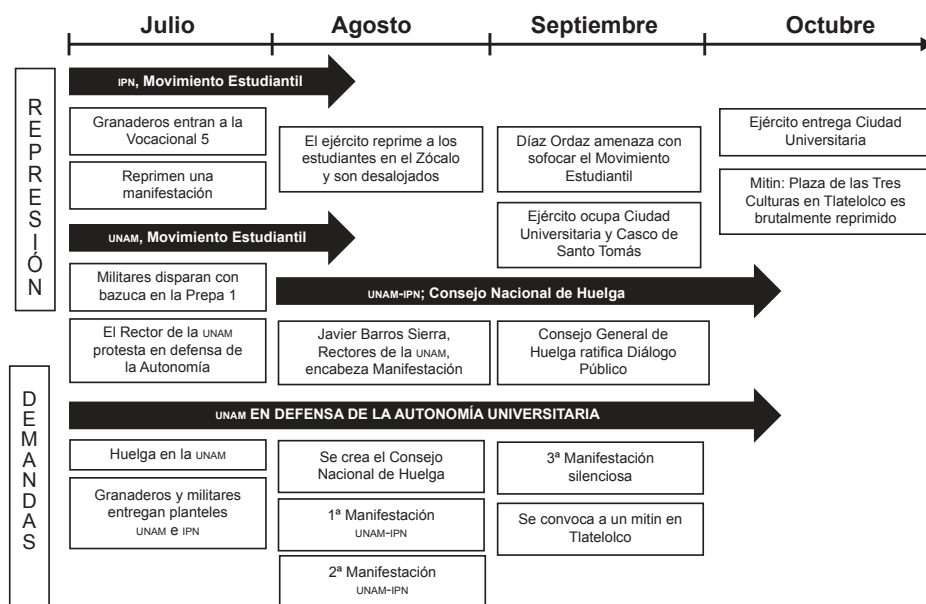 Julio
Agosto
Septiembre
Octubre
REPRESIÓN
IPN, Movimiento Estudiantil
Granaderos entran a la
Vocacional 5
Reprimen una
manifestación
El ejército reprime a los
estudiantes en el Zócalo
y son desalojados
Díaz Ordaz amenaza con
sofocar el Movimiento
Estudiantil
Ejército ocupa Ciudad
Universitaria y Casco de
Santo Tomás
Ejército entrega Ciudad
Universitaria
Mitin: Plaza de las Tres
Culturas en Tlatelolco es
brutalmente reprimido
UNAM, Movimiento Estudiantil
Militares disparan con
bazuca en la Prepa 1
El Rector de la UNAM
protesta en defensa de
la Autonomía
UNAM-IPN; Consejo Nacional de Huelga
Javier Barros Sierra,
Rectores de la UNAM,
encabeza Manifestación
Consejo General de
Huelga ratifica Diálogo
Público
DEMANDAS
UNAM EN DEFENSA DE LA AUTONOMÍA UNIVERSITARIA
Huelga en la UNAM
Granaderos y militares
entregan planteles
UNAM e IPN
Se crea el Consejo
Nacional de Huelga
1ª Manifestación
UNAM-IPN
2ª Manifestación
UNAM-IPN
3ª Manifestación
silenciosa
Se convoca a un mitin en
Tlatelolco